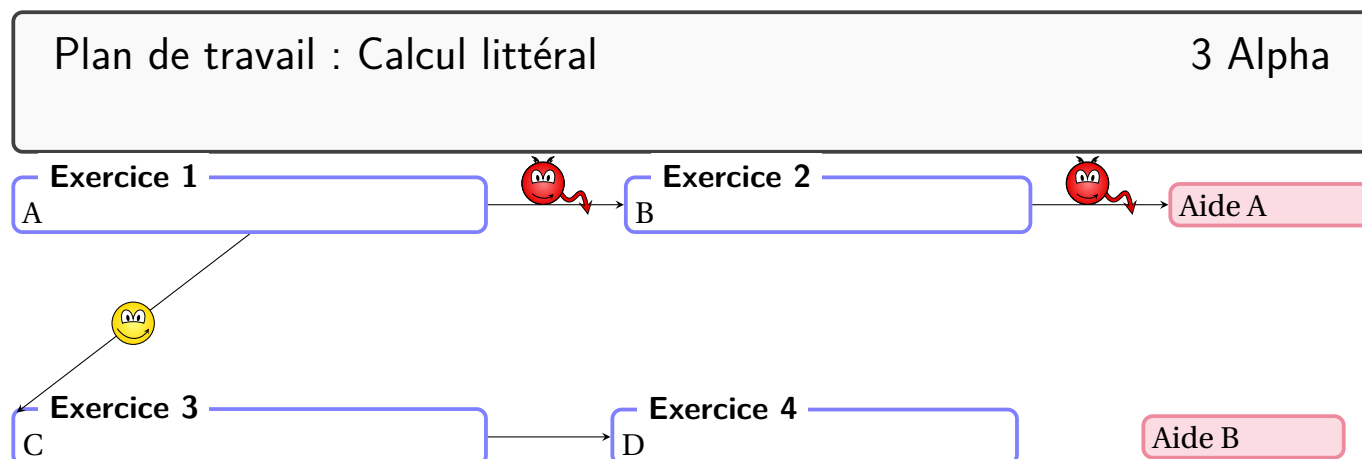 Plan de travail : Calcul littéral 3 Alpha
Exercice 1 Exercice 2
A B Aide A
Exercice 3 Exercice 4
C D Aide B